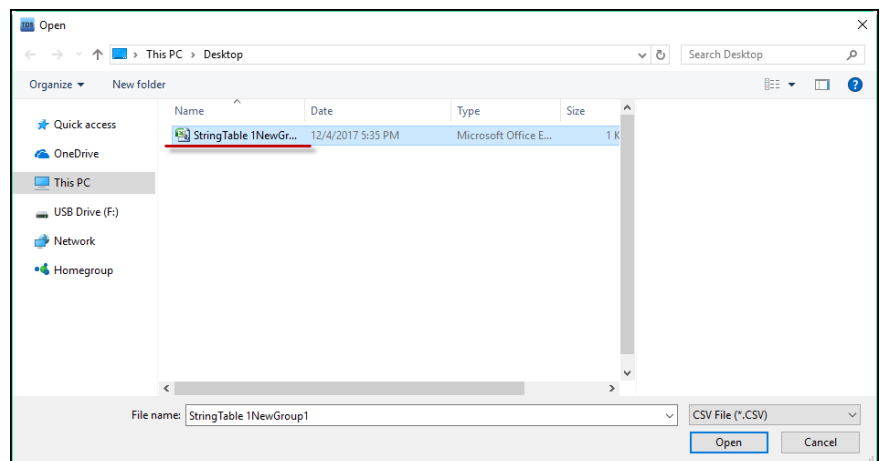 Open
This PC > Desktop
Search Desktop
Organize
New folder
Name Date Type Size
Quick access
StringTable 1NewGr... 12/4/2017 5:35 PM Microsoft Office E... 1 K
OneDrive
This PC
USB Drive (F:)
Network
Homegroup
File name: StringTable 1NewGroup1
CSV File (*.CSV)
Open Cancel